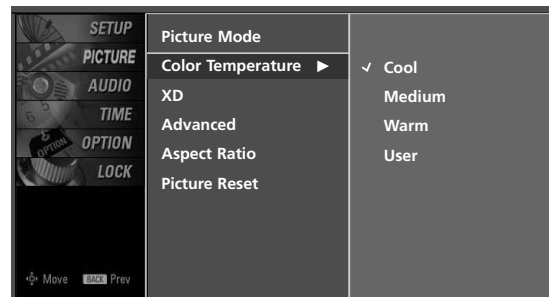 SETUP
PICTURE
AUDIO
TIME
OPTION
LOCK
Move BACK Prev
Picture Mode
Color Temperature ►
XD
Advanced
Aspect Ratio
Picture Reset
✓ Cool
Medium
Warm
User